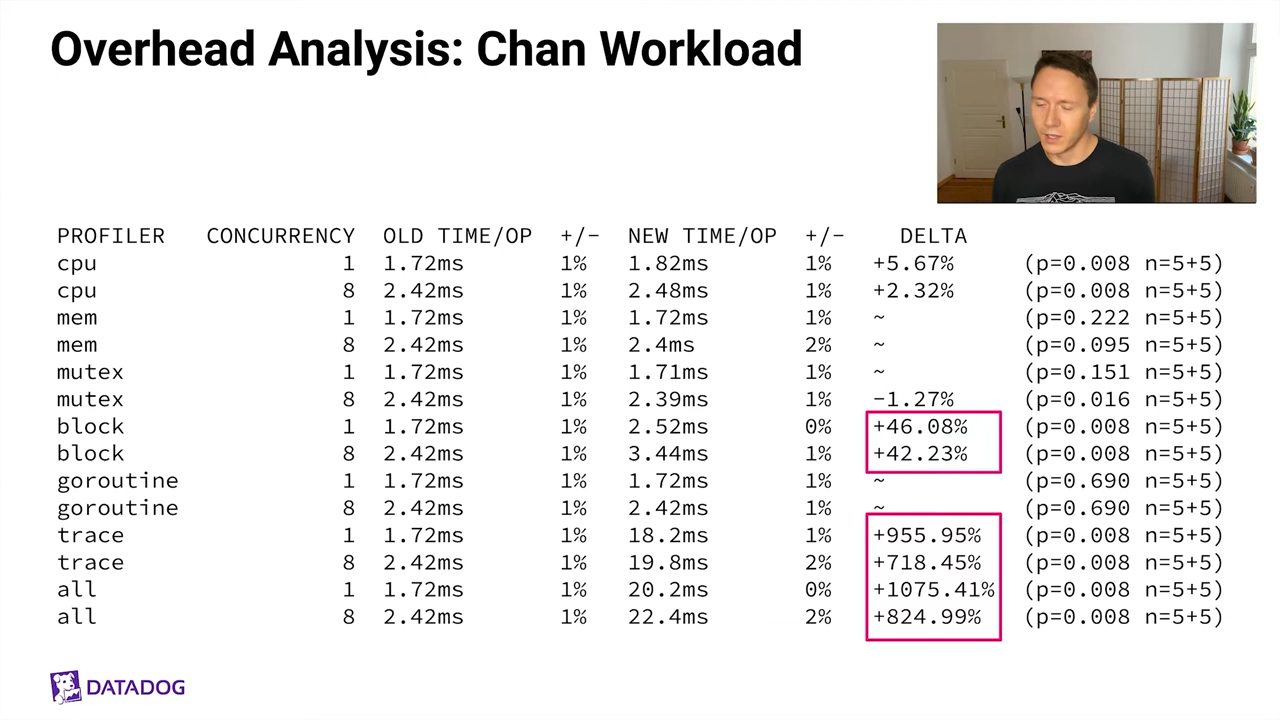 Overhead Analysis: Chan Workload
PROFILER CONCURRENCY OLD TIME/OP +/- NEW TIME/OP +/- DELTA
cpu 1 1.72ms 1% 1.82ms 1% +5.67% (p=0.008 n=5+5)
cpu 8 2.42ms 1% 2.48ms 1% +2.32% (p=0.008 n=5+5)
mem 1 1.72ms 1% 1.72ms 1% ~ (p=0.222 n=5+5)
mem 8 2.42ms 1% 2.4ms 2% ~ (p=0.095 n=5+5)
mutex 1 1.72ms 1% 1.71ms 1% ~ (p=0.151 n=5+5)
mutex 8 2.42ms 1% 2.39ms 1% -1.27% (p=0.016 n=5+5)
block 1 1.72ms 1% 2.52ms 0% +46.08% (p=0.008 n=5+5)
block 8 2.42ms 1% 3.44ms 1% +42.23% (p=0.008 n=5+5)
goroutine 1 1.72ms 1% 1.72ms 1% ~ (p=0.690 n=5+5)
goroutine 8 2.42ms 1% 2.42ms 1% ~ (p=0.690 n=5+5)
trace 1 1.72ms 1% 18.2ms 1% +955.95% (p=0.008 n=5+5)
trace 8 2.42ms 1% 19.8ms 2% +718.45% (p=0.008 n=5+5)
all 1 1.72ms 1% 20.2ms 0% +1075.41% (p=0.008 n=5+5)
all 8 2.42ms 1% 22.4ms 2% +824.99% (p=0.008 n=5+5)
DATADOG